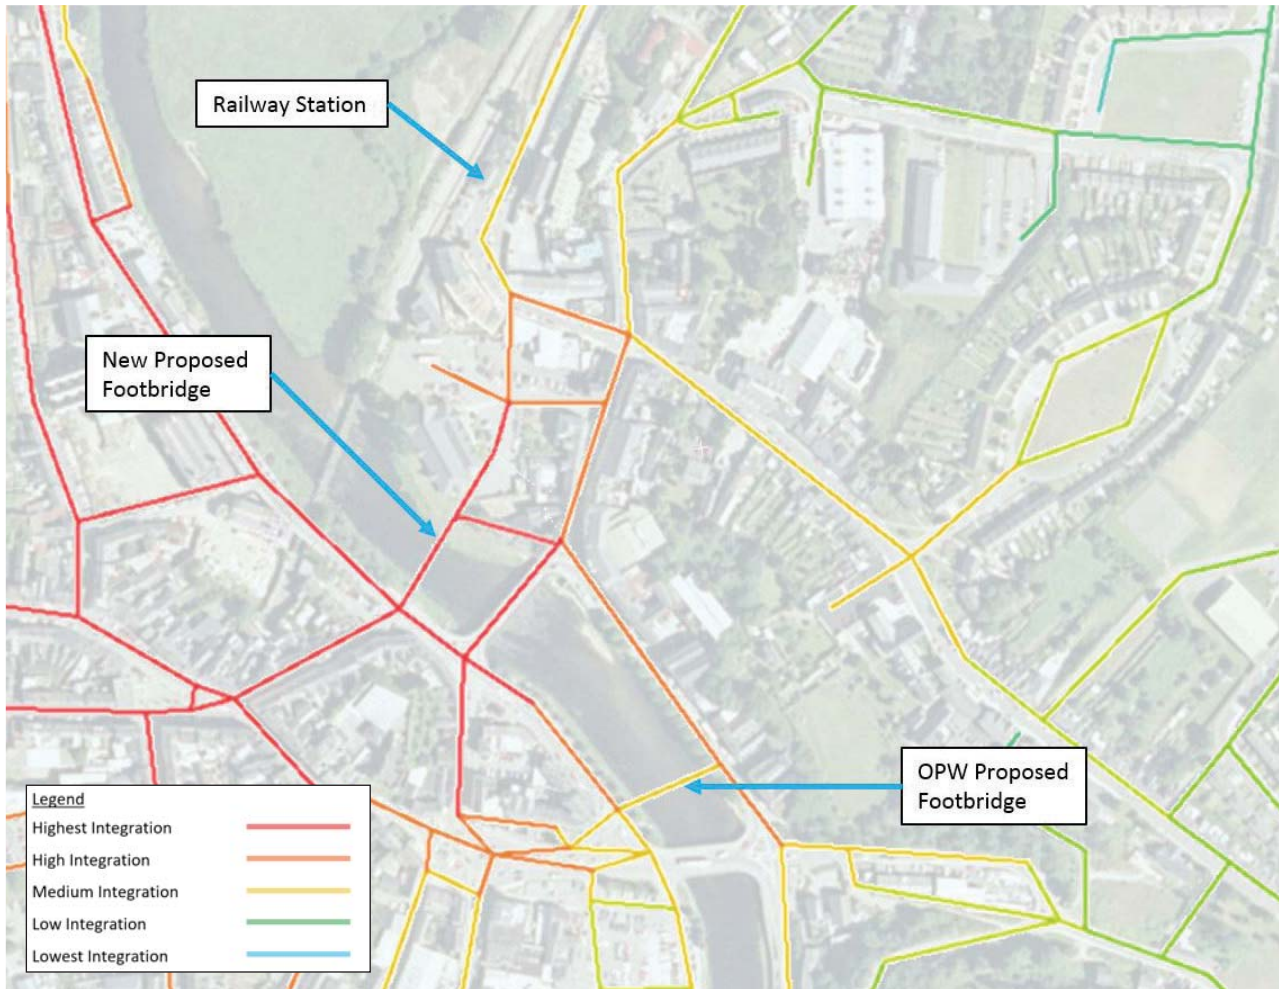 Railway Station
New Proposed
Footbridge
OPW Proposed
Footbridge
Legend
Highest Integration
High Integration
Medium Integration
Low Integration
Lowest Integration